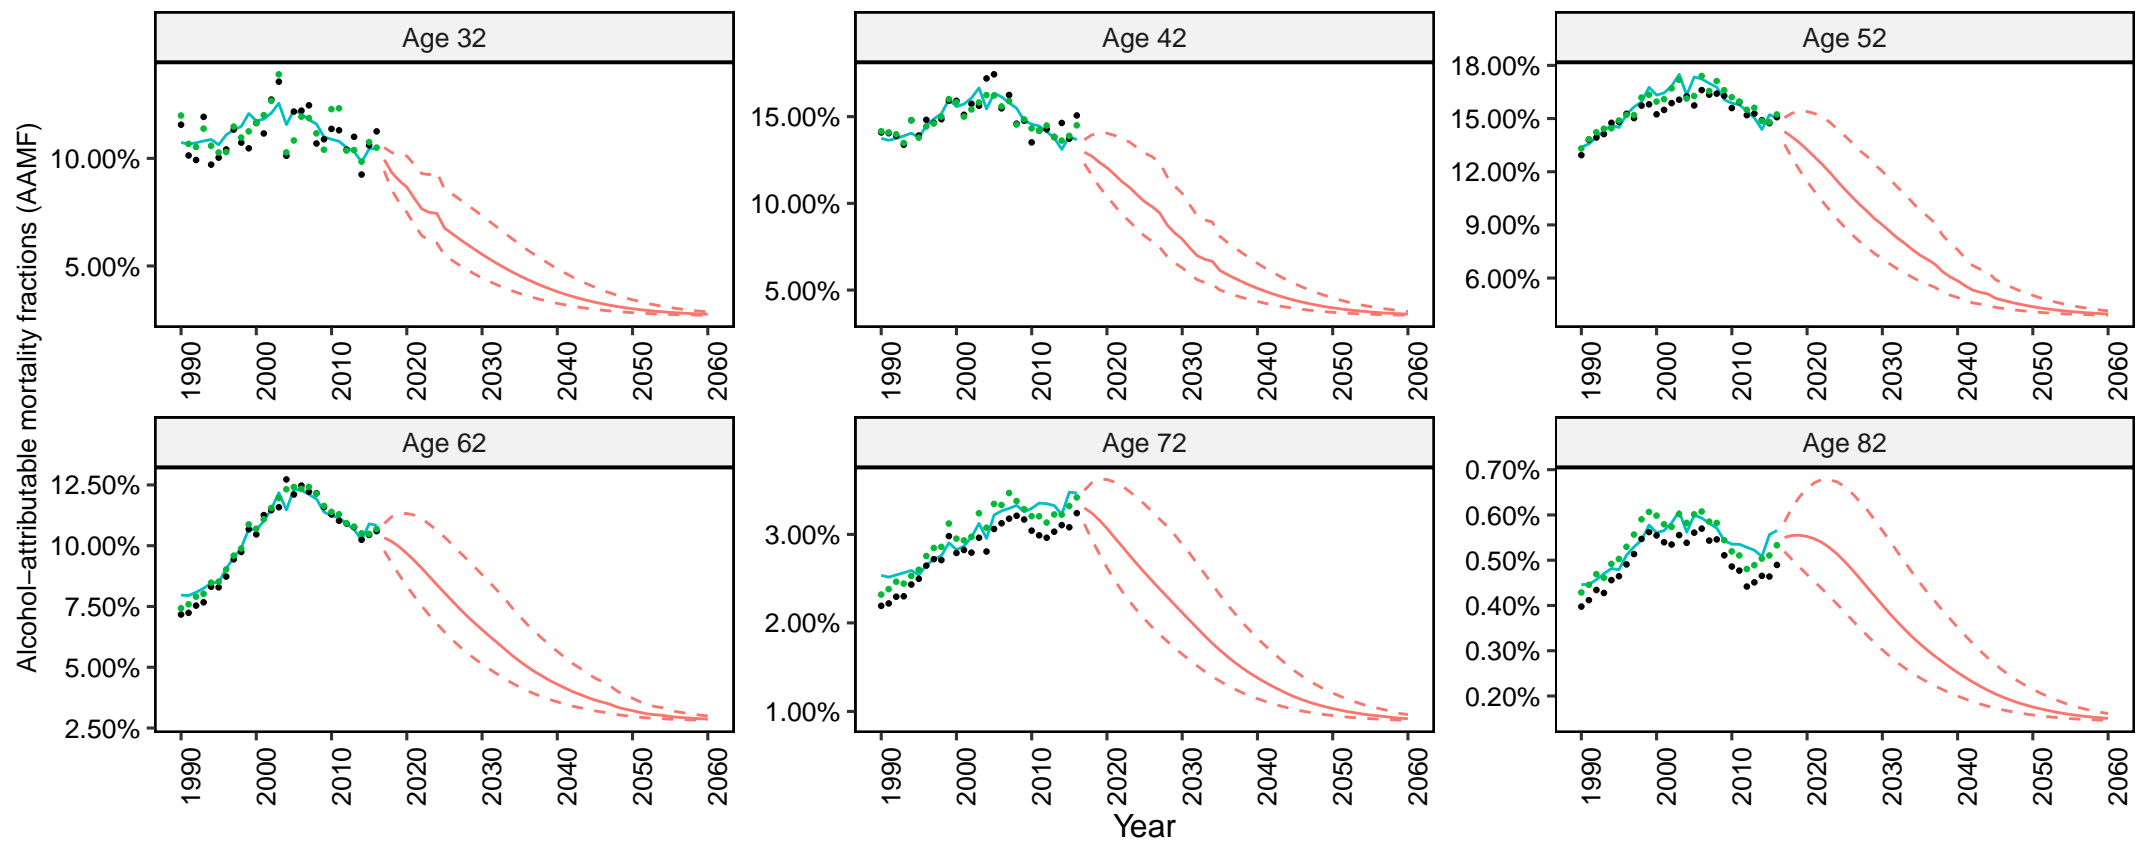 Alcohol−attributable mortality fractions (AAMF)
Age 32
10.00%
5.00%
1990 2000 2010 2020 2030 2040 2050 2060
Age 42
15.00%
10.00%
5.00%
1990 2000 2010 2020 2030 2040 2050 2060
Age 52
18.00%
15.00%
12.00%
9.00%
6.00%
1990 2000 2010 2020 2030 2040 2050 2060
Age 62
12.50%
10.00%
7.50%
5.00%
2.50%
1990 2000 2010 2020 2030 2040 2050 2060
Age 72
3.00%
2.00%
1.00%
1990 2000 2010 2020 2030 2040 2050 2060
Age 82
0.70%
0.60%
0.50%
0.40%
0.30%
0.20%
1990 2000 2010 2020 2030 2040 2050 2060
Year